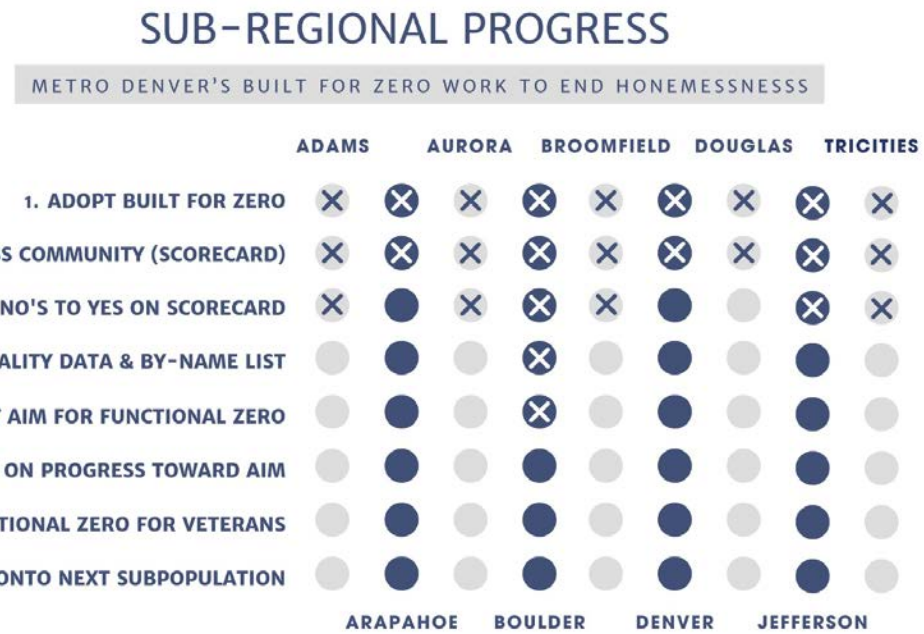 SUB-REGIONAL PROGRESS
METRO DENVER'S BUILT FOR ZERO WORK TO END HONEMESSNESSS
ADAMS AURORA BROOMFIELD DOUGLAS TRICITIES
1. ADOPT BUILT FOR ZERO
COMMUNITY (SCORECARD)
NO'S TO YES ON SCORECARD
DATA & BY-NAME LIST
AIM FOR FUNCTIONAL ZERO
ON PROGRESS TOWARD AIM
ZERO FOR VETERANS
ONTO NEXT SUBPOPULATION
ARAPAHOE BOULDER DENVER JEFFERSON